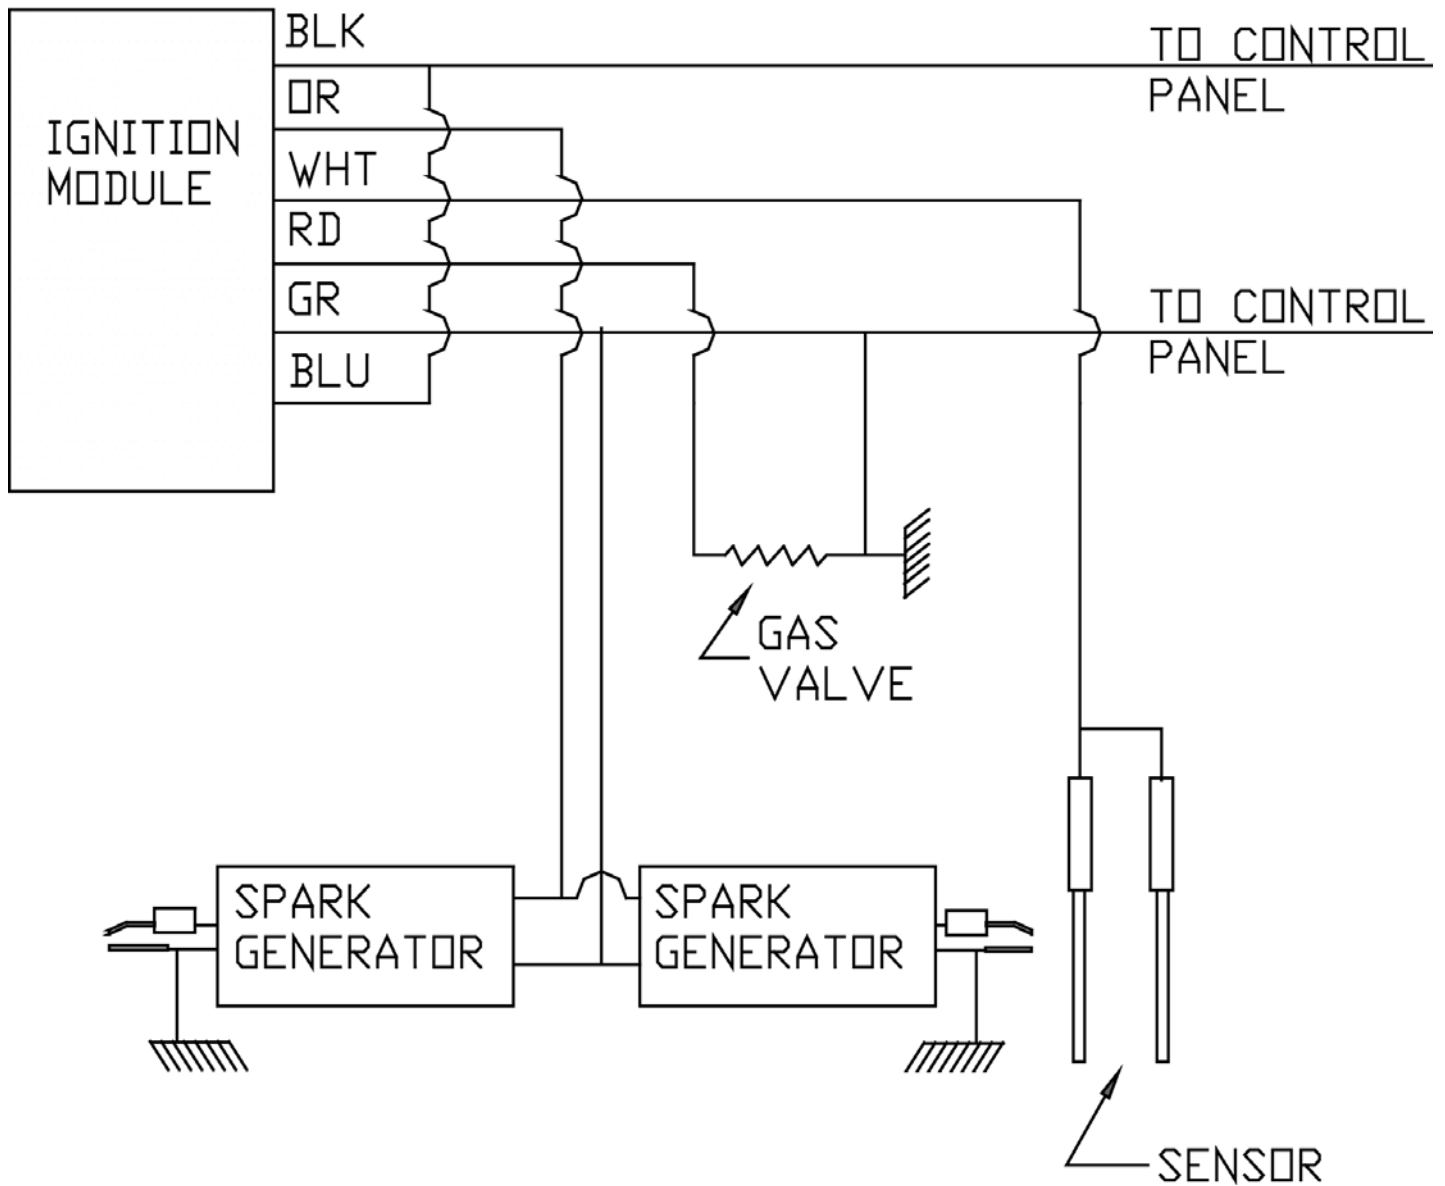 BLK
TO CONTROL
PANEL
OR
IGNITION
MODULE
WHT
RD
GR
TO CONTROL
PANEL
BLU
GAS
VALVE
SPARK
GENERATOR
SPARK
GENERATOR
SENSOR